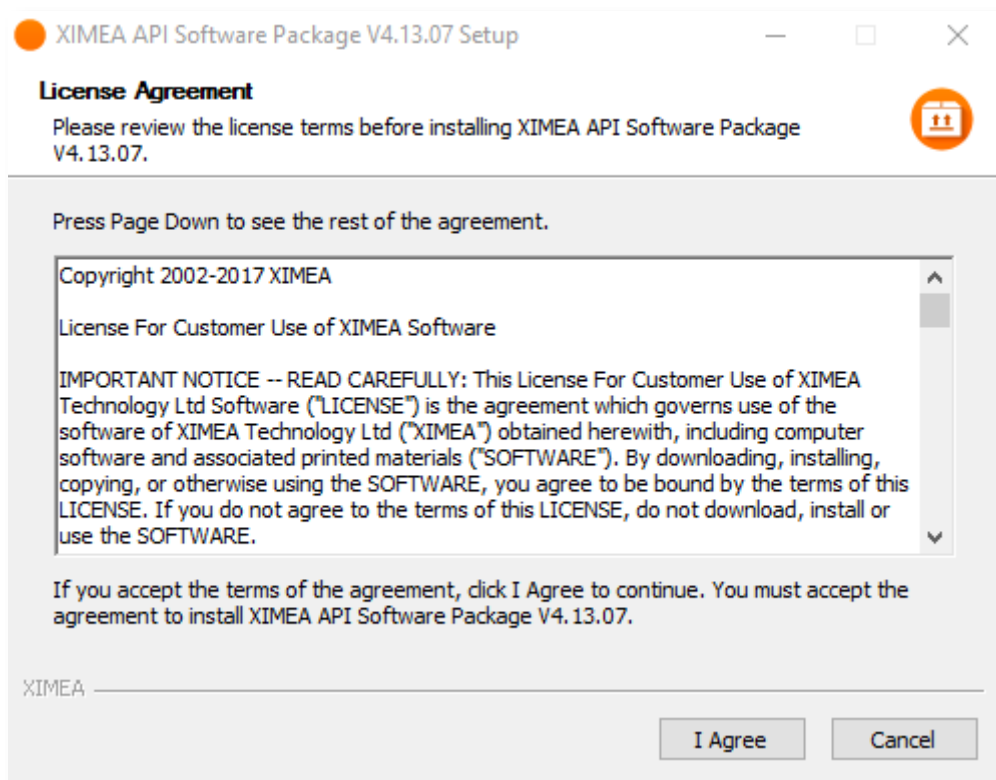 XIMEA API Software Package V4.13.07 Setup
License Agreement
Please review the license terms before installing XIMEA API Software Package
V4.13.07.
Press Page Down to see the rest of the agreement.
Copyright 2002-2017 XIMEA
License For Customer Use of XIMEA Software
IMPORTANT NOTICE -- READ CAREFULLY: This License For Customer Use of XIMEA
Technology Ltd Software ("LICENSE") is the agreement which governs use of the
software of XIMEA Technology Ltd ("XIMEA") obtained herewith, including computer
software and associated printed materials ("SOFTWARE"). By downloading, installing,
copying, or otherwise using the SOFTWARE, you agree to be bound by the terms of this
LICENSE. If you do not agree to the terms of this LICENSE, do not download, install or
use the SOFTWARE.
If you accept the terms of the agreement, click I Agree to continue. You must accept the
agreement to install XIMEA API Software Package V4.13.07.
XIMEA
I Agree
Cancel